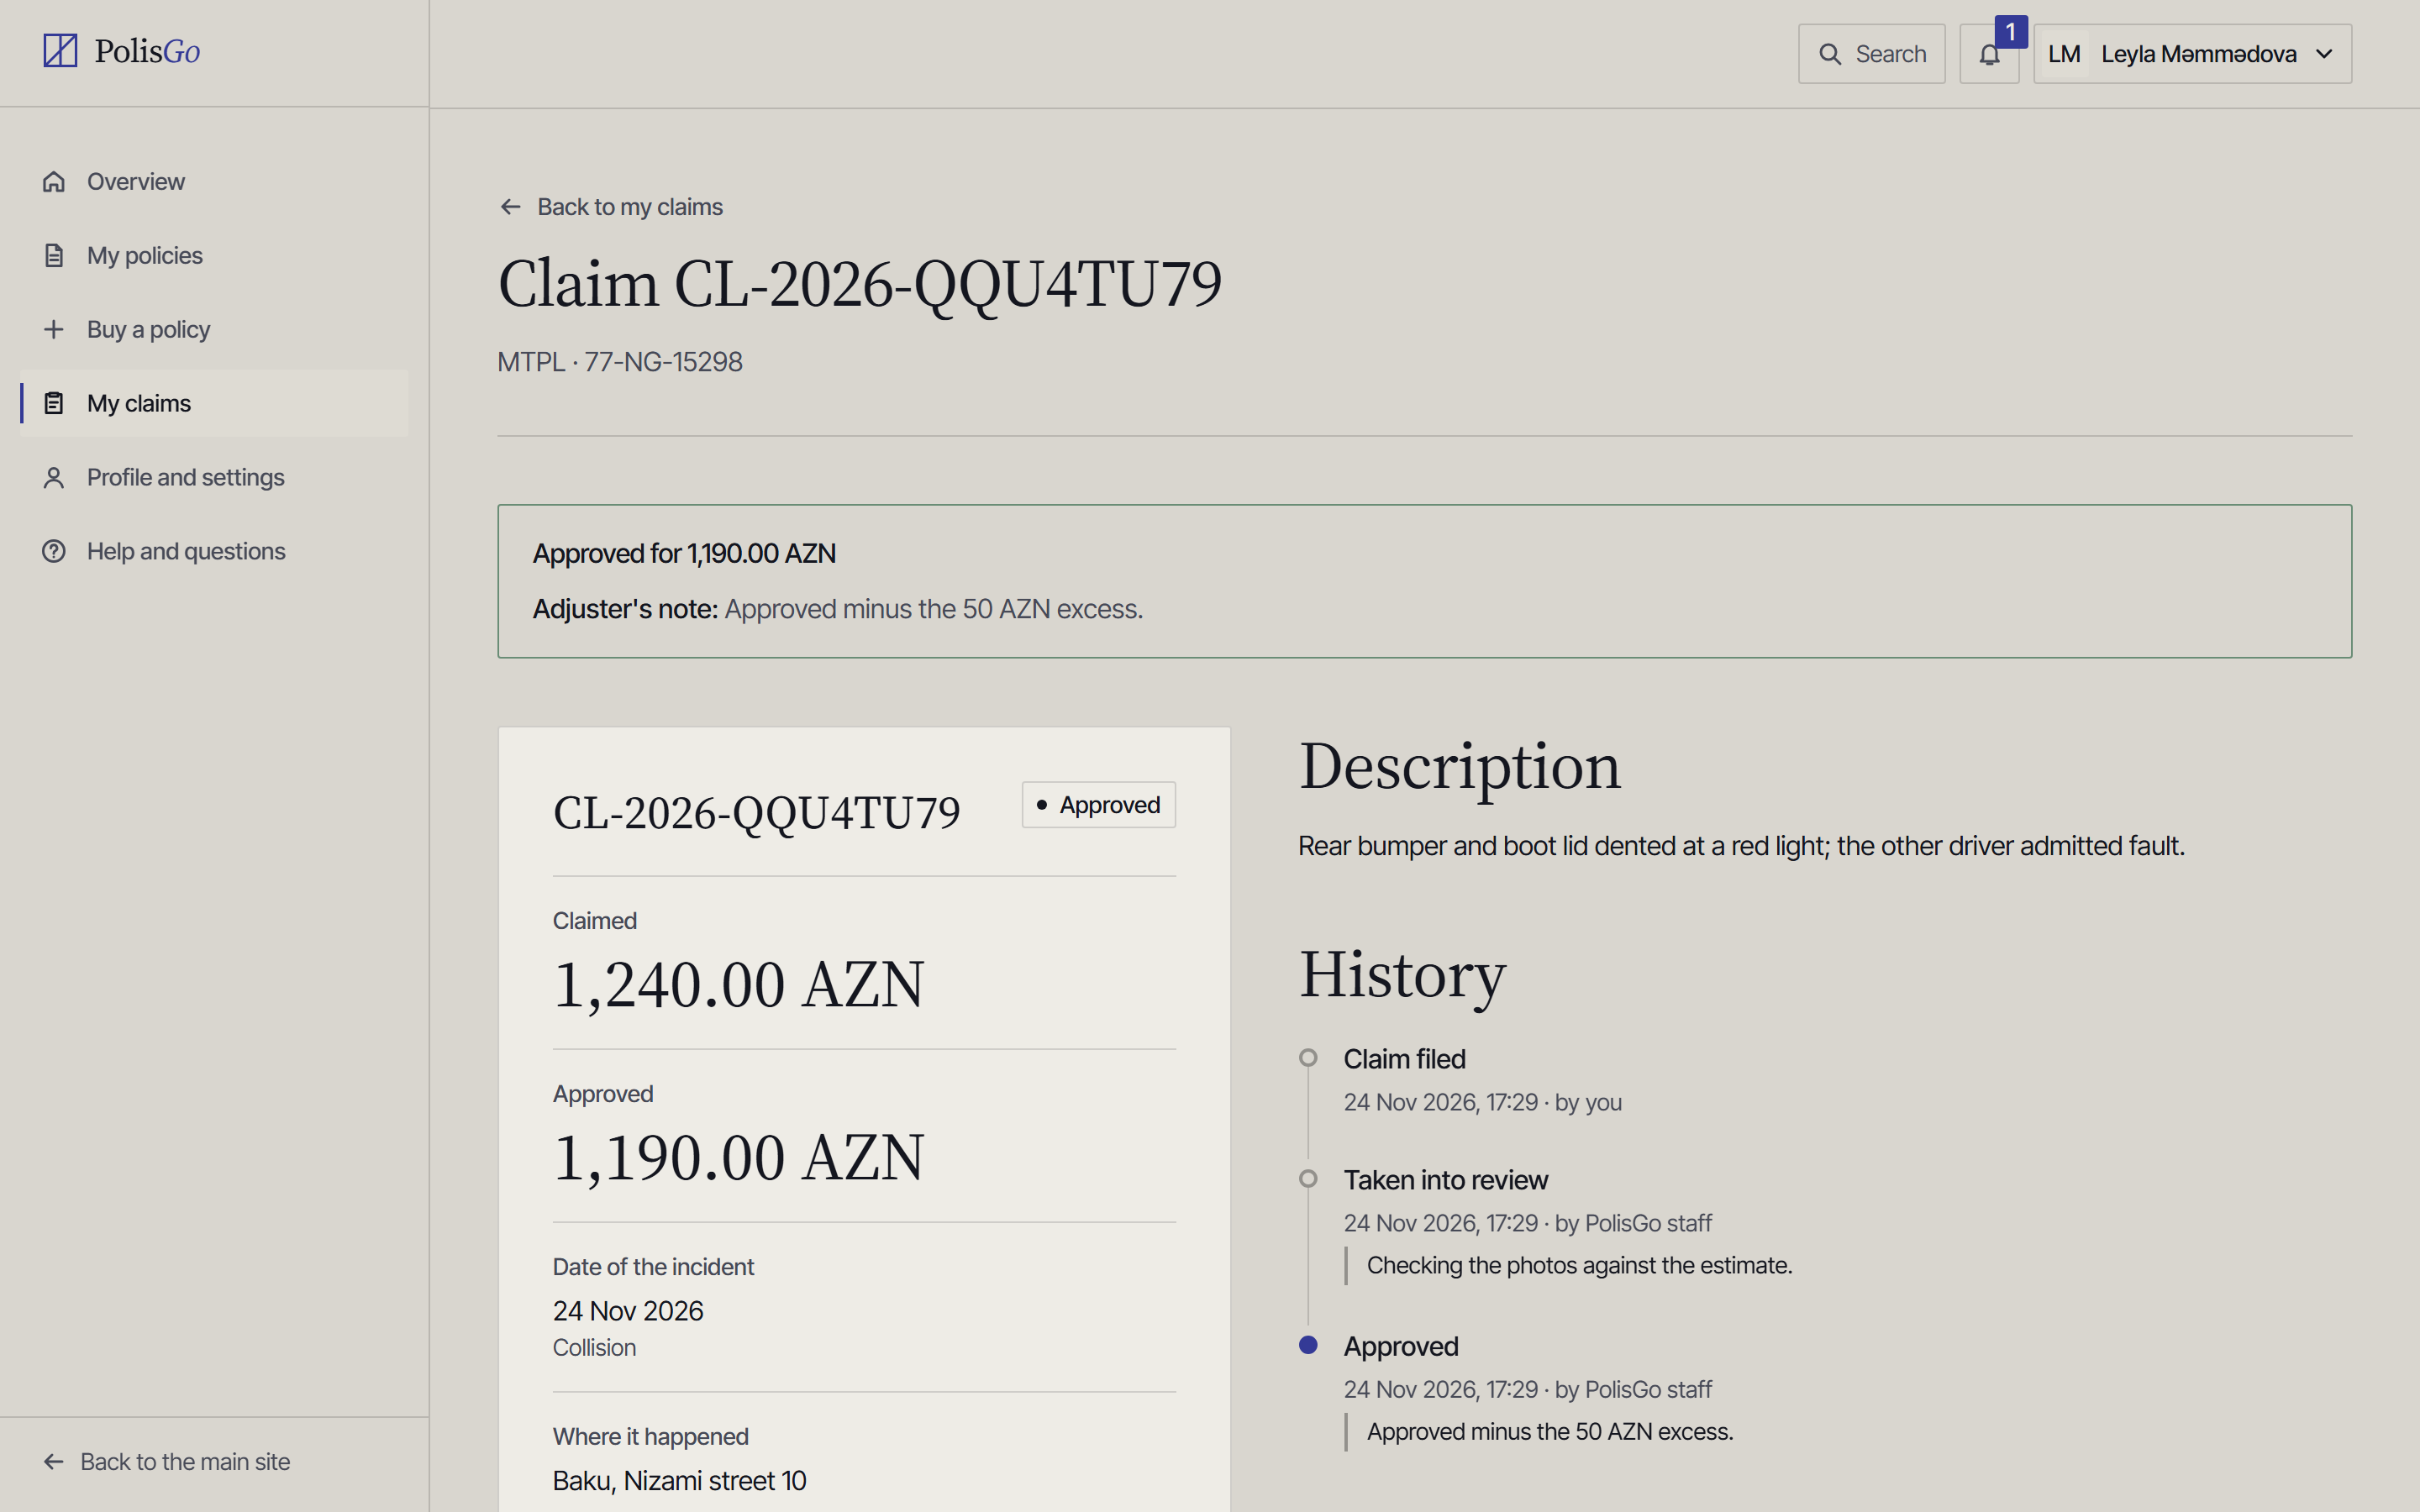 PolisGo
Search
1
LM Leyla Məmmədova
Overview
My policies
Buy a policy
My claims
Profile and settings
Help and questions
Back to the main site
Back to my claims
Claim CL-2026-QQU4TU79
MTPL · 77-NG-15298
Approved for 1,190.00 AZN
Adjuster's note: Approved minus the 50 AZN excess.
CL-2026-QQU4TU79
Approved
Claimed
1,240.00 AZN
Approved
1,190.00 AZN
Date of the incident
24 Nov 2026
Collision
Where it happened
Baku, Nizami street 10
Description
Rear bumper and boot lid dented at a red light; the other driver admitted fault.
History
Claim filed
24 Nov 2026, 17:29 · by you
Taken into review
24 Nov 2026, 17:29 · by PolisGo staff
Checking the photos against the estimate.
Approved
24 Nov 2026, 17:29 · by PolisGo staff
Approved minus the 50 AZN excess.